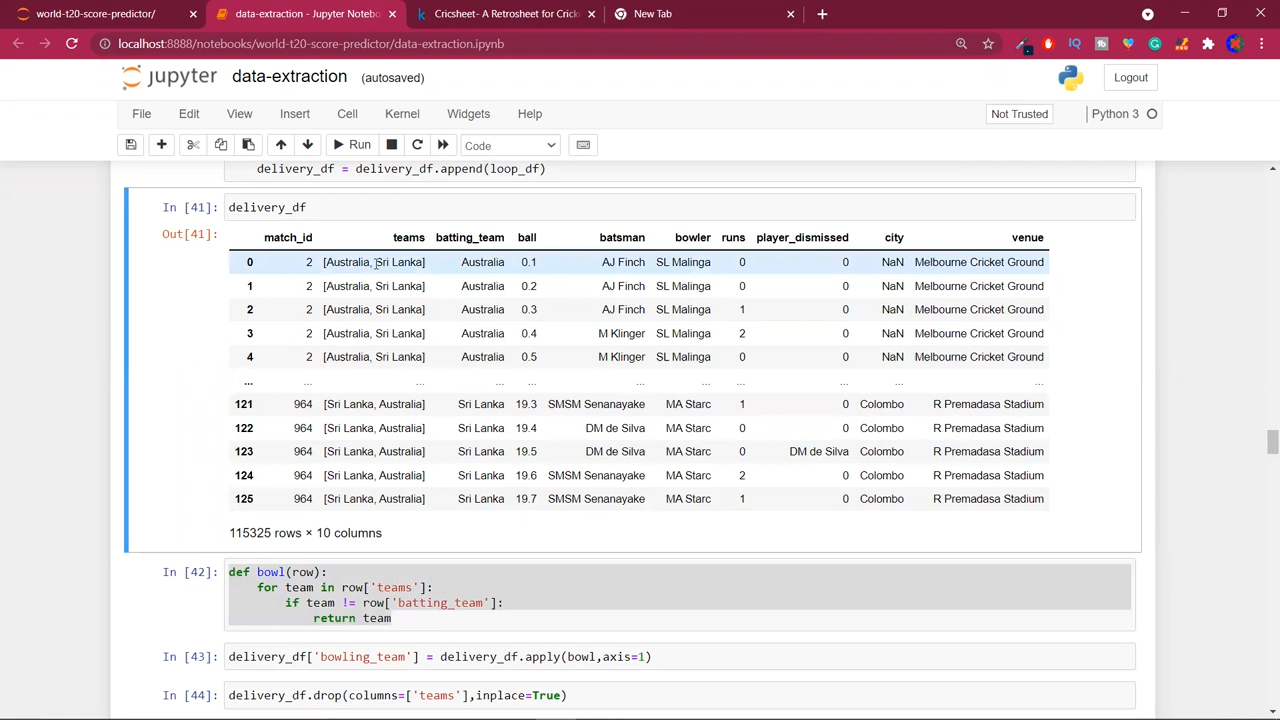 world-t20-score-predictor/
data-extraction - Jupyter Notebo
Cricsheet- A Retrosheet for Crick
New Tab
localhost:8888/notebooks/world-t20-score-predictor/data-extraction.ipynb
IQ
jupyter data-extraction (autosaved) Logout
File Edit View Insert Cell Kernel Widgets Help Not Trusted Python 3
Run Code
delivery_df = delivery_df.append(loop_df)
In [41]: delivery_df
Out[41]: match_id teams batting_team ball batsman bowler runs player_dismissed city venue
0 2 [Australia, Sri Lanka] Australia 0.1 AJ Finch SL Malinga 0 0 NaN Melbourne Cricket Ground
1 2 [Australia, Sri Lanka] Australia 0.2 AJ Finch SL Malinga 0 0 NaN Melbourne Cricket Ground
2 2 [Australia, Sri Lanka] Australia 0.3 AJ Finch SL Malinga 1 0 NaN Melbourne Cricket Ground
3 2 [Australia, Sri Lanka] Australia 0.4 M Klinger SL Malinga 2 0 NaN Melbourne Cricket Ground
4 2 [Australia, Sri Lanka] Australia 0.5 M Klinger SL Malinga 0 0 NaN Melbourne Cricket Ground
... ... ... ... ... ... ... ... ... ... ...
121 964 [Sri Lanka, Australia] Sri Lanka 19.3 SMSM Senanayake MA Starc 1 0 Colombo R Premadasa Stadium
122 964 [Sri Lanka, Australia] Sri Lanka 19.4 DM de Silva MA Starc 0 0 Colombo R Premadasa Stadium
123 964 [Sri Lanka, Australia] Sri Lanka 19.5 DM de Silva MA Starc 0 DM de Silva Colombo R Premadasa Stadium
124 964 [Sri Lanka, Australia] Sri Lanka 19.6 SMSM Senanayake MA Starc 2 0 Colombo R Premadasa Stadium
125 964 [Sri Lanka, Australia] Sri Lanka 19.7 SMSM Senanayake MA Starc 1 0 Colombo R Premadasa Stadium
115325 rows × 10 columns
In [42]: def bowl(row):
for team in row['teams']:
if team != row['batting_team']:
return team
In [43]: delivery_df['bowling_team'] = delivery_df.apply(bowl,axis=1)
In [44]: delivery_df.drop(columns=['teams'],inplace=True)